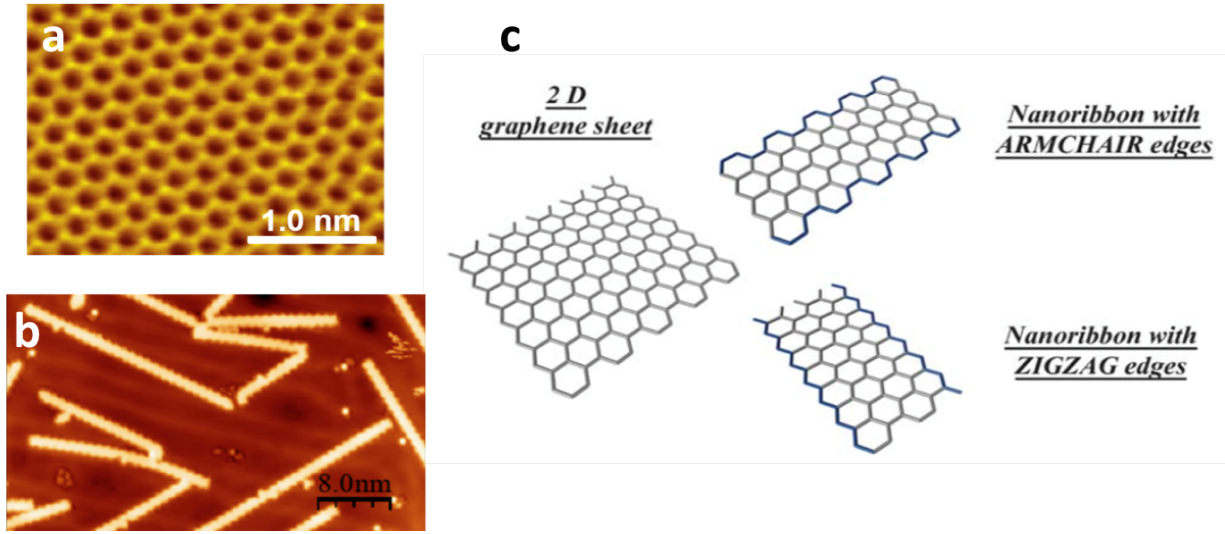 a
1.0 nm
b
8.0nm
c
2 D
graphene sheet
Nanoribbon with
ARMCHAIR edges
Nanoribbon with
ZIGZAG edges